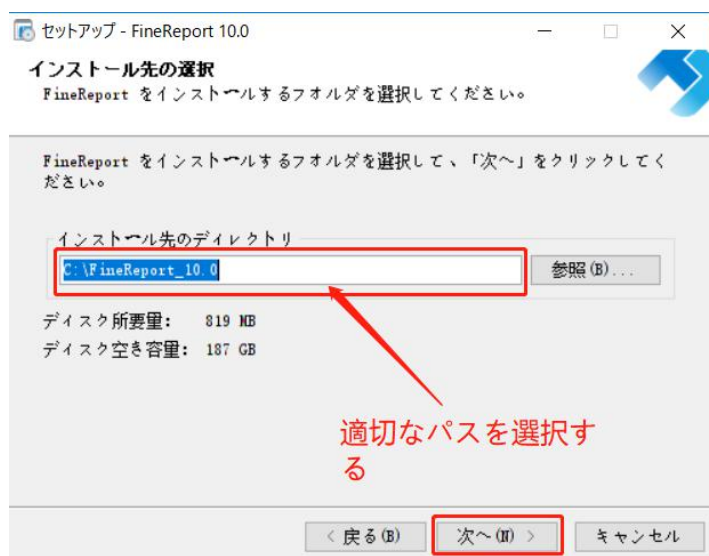 セットアップ - FineReport 10.0
インストール先の選択
FineReport をインストールするフォルダを選択してください。
FineReport をインストールするフォルダを選択して、「次へ」をクリックしてく
ださい。
インストール先のディレクトリ
C:\FineReport_10.0
参照(B)...
ディスク所要量: 819 MB
ディスク空き容量: 187 GB
適切なパスを選択す
る
< 戻る(B)
次へ(N) >
キャンセル